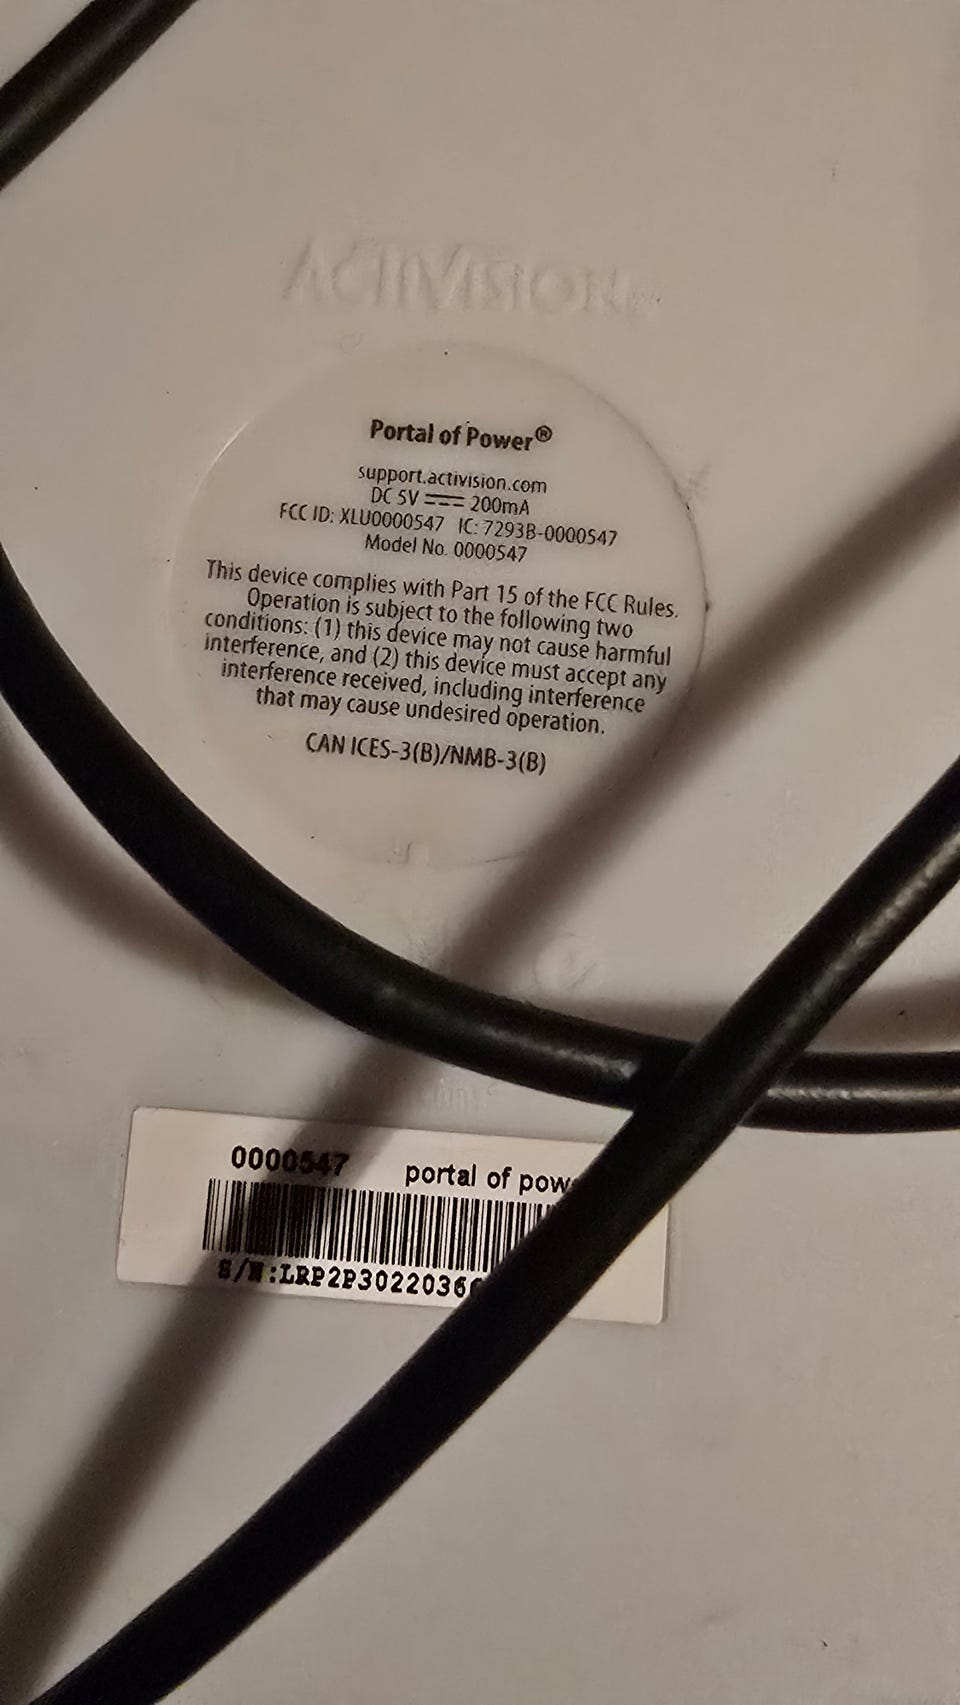 ACTIVISION
Portal of Power®
support.activision.com
DC 5V ⎓ 200mA
FCC ID: XLU0000547 IC: 7293B-0000547
Model No. 0000547
This device complies with Part 15 of the FCC Rules.
Operation is subject to the following two
conditions: (1) this device may not cause harmful
interference, and (2) this device must accept any
interference received, including interference
that may cause undesired operation.
CAN ICES-3(B)/NMB-3(B)
0000547 portal of pow
S/N:LRP2P3022036